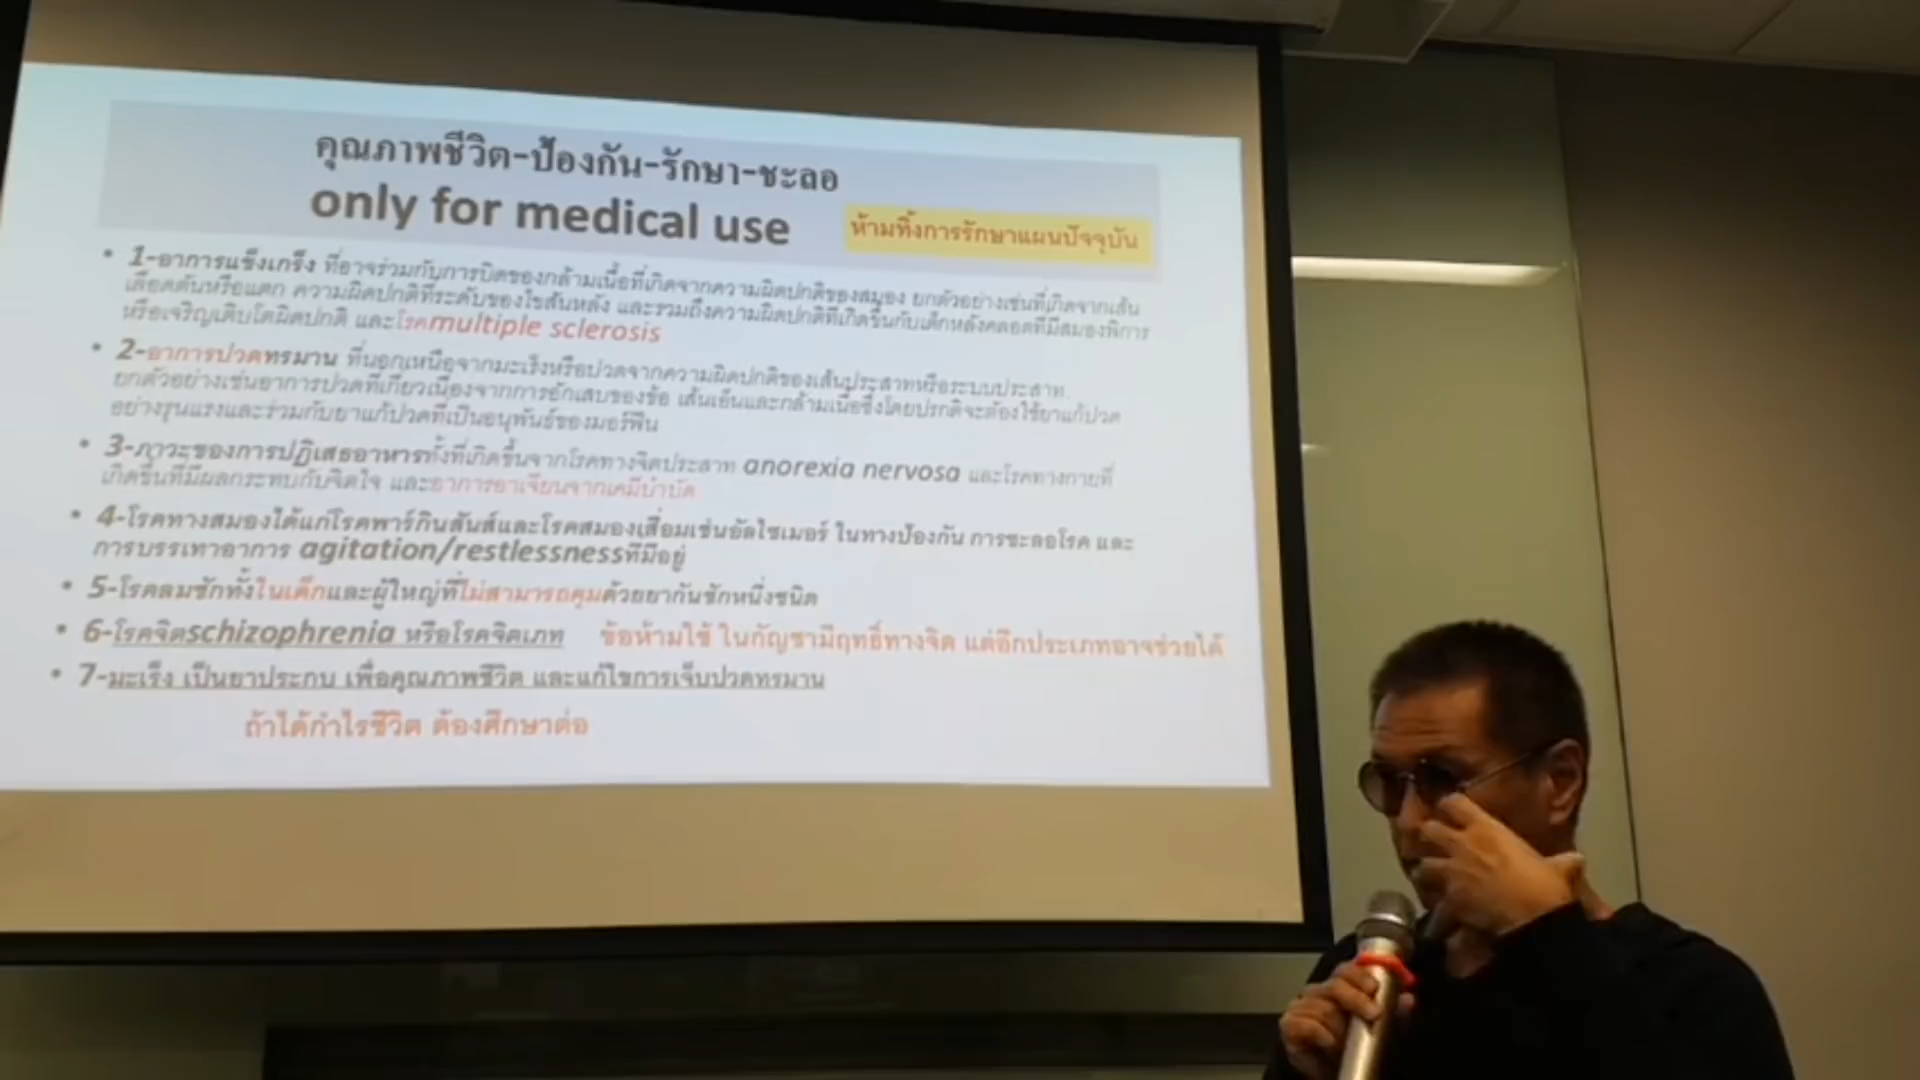 คุณภาพชีวิต-ป้องกัน-รักษา-ชะลอ
only for medical use
ห้ามทิ้งการรักษาแผนปัจจุบัน
• 1-อาการแข็งเกร็ง ที่อาจร่วมกับการบิดของกล้ามเนื้อที่เกิดจากความผิดปกติของสมอง ยกตัวอย่างเช่นที่เกิดจากเส้น
เลือดตันหรือแตก ความผิดปกติที่ระดับของไขสันหลัง และรวมถึงความผิดปกติที่เกิดขึ้นกับเด็กหลังคลอดที่มีสมองพิการ
หรือเจริญเติบโตผิดปกติ และโรคmultiple sclerosis
• 2-อาการปวดทรมาน ที่นอกเหนือจากมะเร็งหรือปวดจากความผิดปกติของเส้นประสาทหรือระบบประสาท
ยกตัวอย่างเช่นอาการปวดที่เกี่ยวเนื่องจากการอักเสบของข้อ เส้นเอ็นและกล้ามเนื้อซึ่งโดยปรกติจะต้องใช้ยาแก้ปวด
อย่างรุนแรงและร่วมกับยาแก้ปวดที่เป็นอนุพันธ์ของมอร์ฟีน
• 3-ภาวะของการปฏิเสธอาหารทั้งที่เกิดขึ้นจากโรคทางจิตประสาท anorexia nervosa และโรคทางกายที่
เกิดขึ้นที่มีผลกระทบกับจิตใจ และอาการอาเจียนจากเคมีบำบัด
• 4-โรคทางสมองได้แก่โรคพาร์กินสันส์และโรคสมองเสื่อมเช่นอัลไซเมอร์ ในทางป้องกัน การชะลอโรค และ
การบรรเทาอาการ agitation/restlessnessที่มีอยู่
• 5-โรคลมชักทั้งในเด็กและผู้ใหญ่ที่ไม่สามารถคุมด้วยยากันชักหนึ่งชนิด
• 6-โรคจิตschizophrenia หรือโรคจิตเภท ข้อห้ามใช้ ในกัญชามีฤทธิ์ทางจิต แต่อีกประเภทอาจช่วยได้
• 7-มะเร็ง เป็นยาประกบ เพื่อคุณภาพชีวิต และแก้ไขการเจ็บปวดทรมาน
ถ้าได้กำไรชีวิต ต้องศึกษาต่อ